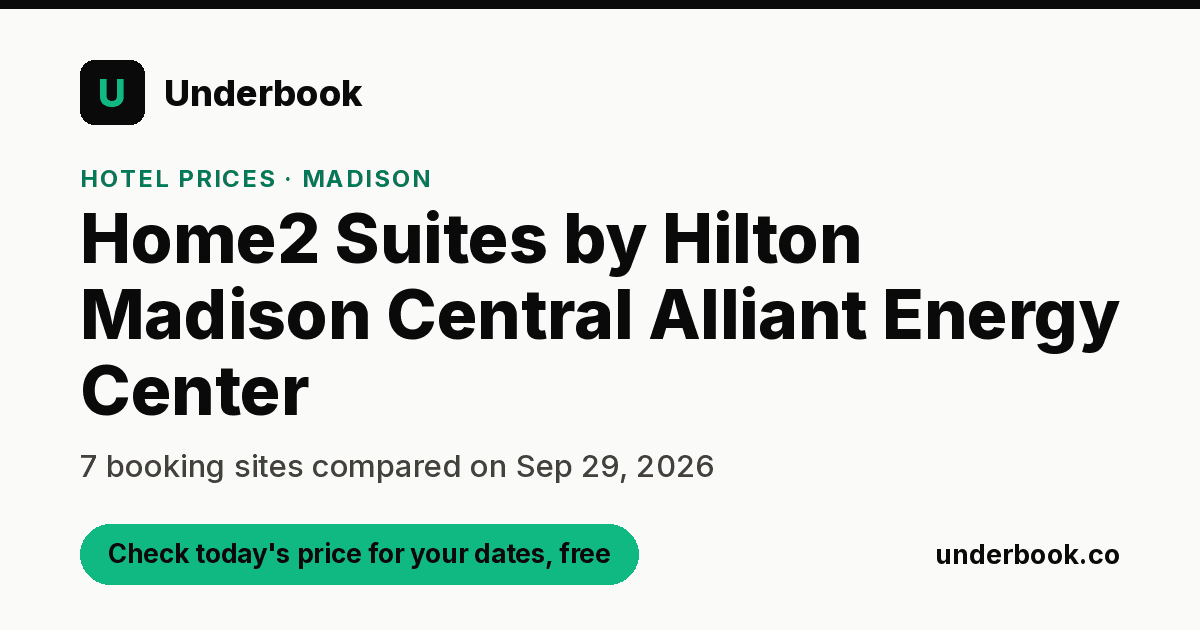 U
Underbook
HOTEL PRICES · MADISON
Home2 Suites by Hilton
Madison Central Alliant Energy
Center
7 booking sites compared on Sep 29, 2026
Check today's price for your dates, free
underbook.co